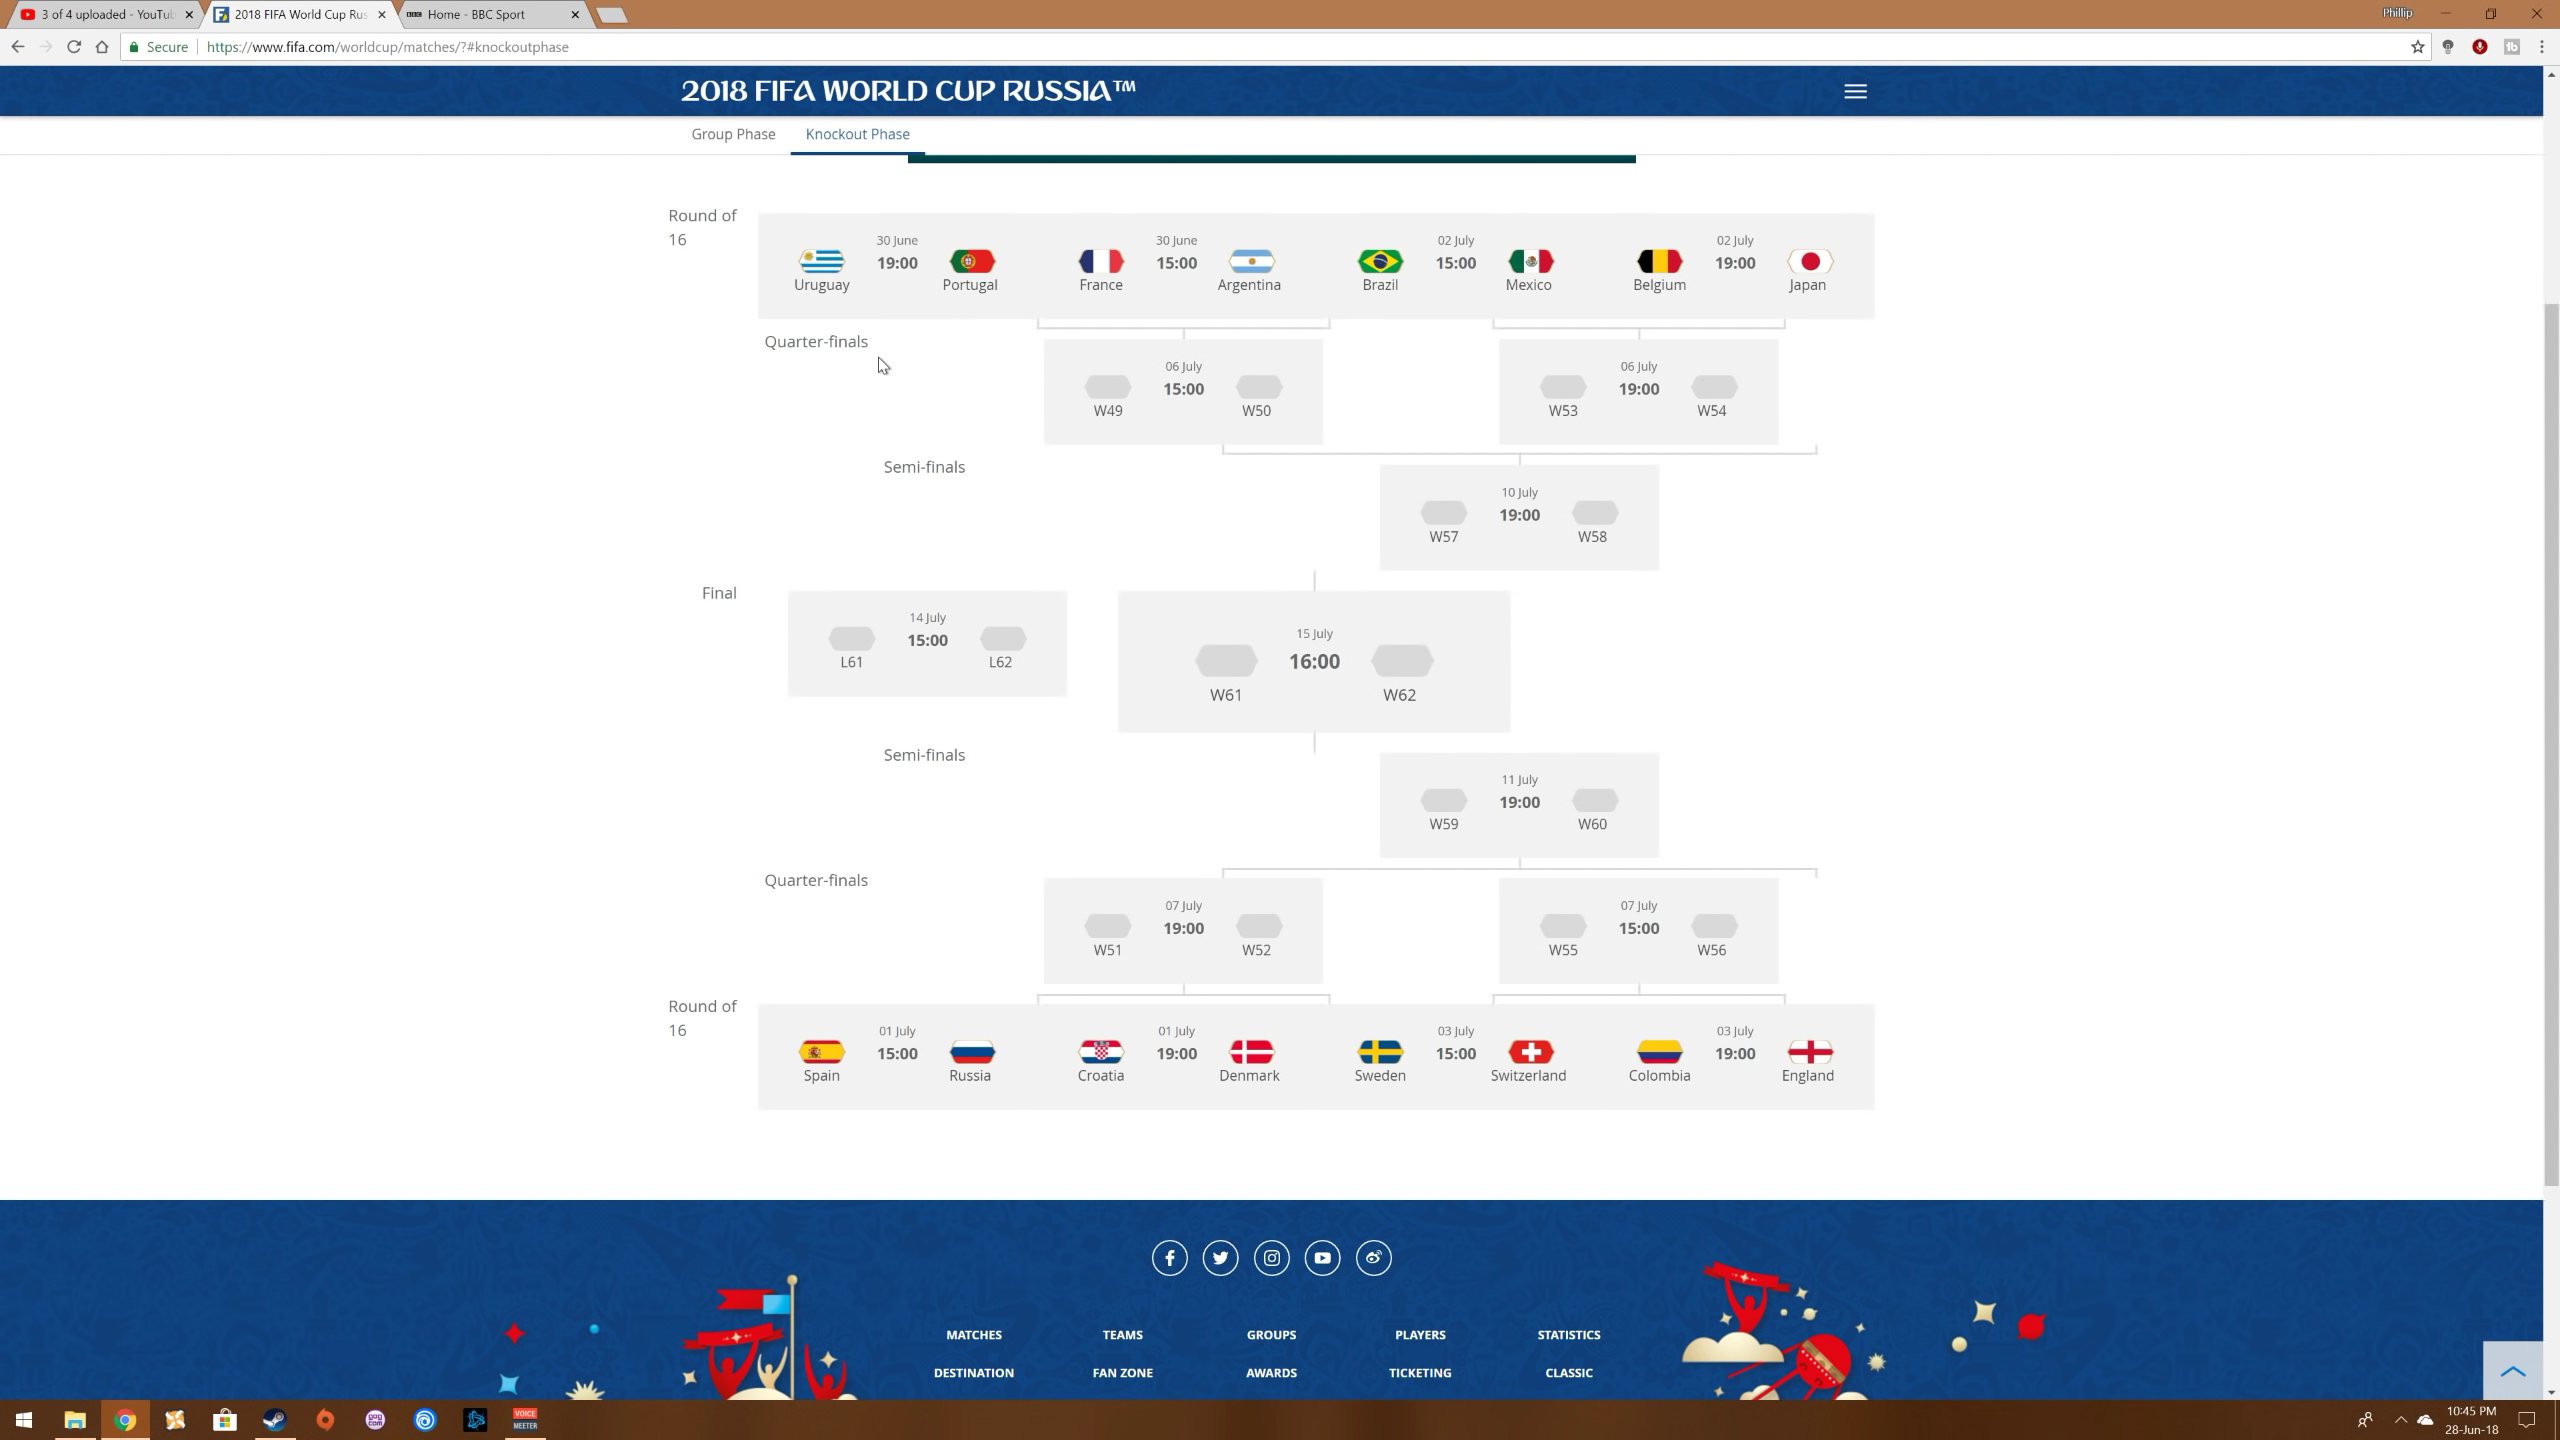 3 of 4 uploaded - YouTub
2018 FIFA World Cup Rus
BBC Home - BBC Sport
Phillip
Secure https://www.fifa.com/worldcup/matches/?#knockoutphase
2018 FIFA WORLD CUP RUSSIA™
Group Phase Knockout Phase
Round of 16
30 June 30 June 02 July 02 July
19:00 15:00 15:00 19:00
Uruguay Portugal France Argentina Brazil Mexico Belgium Japan
Quarter-finals
06 July 06 July
15:00 19:00
W49 W50 W53 W54
Semi-finals
10 July
19:00
W57 W58
Final
14 July
15:00
L61 L62
15 July
16:00
W61 W62
Semi-finals
11 July
19:00
W59 W60
Quarter-finals
07 July 07 July
19:00 15:00
W51 W52 W55 W56
Round of 16
01 July 01 July 03 July 03 July
15:00 19:00 15:00 19:00
Spain Russia Croatia Denmark Sweden Switzerland Colombia England
MATCHES TEAMS GROUPS PLAYERS STATISTICS
DESTINATION FAN ZONE AWARDS TICKETING CLASSIC
VOICE
MEETER
10:45 PM
28-Jun-18